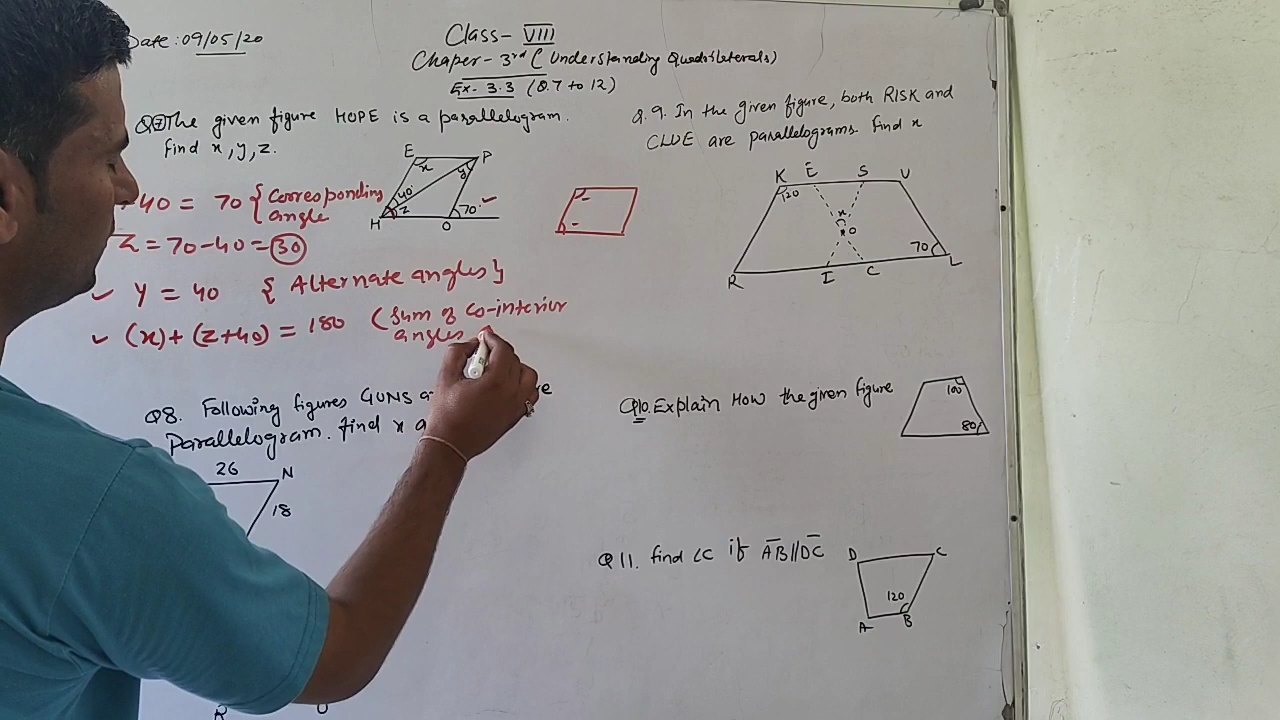 Date: 09/05/20
Class- VIII
Chaper- 3rd ( Understanding Quadrilaterals)
Ex- 3.3 (Q.7 to 12)
Q7 The given figure HOPE is a parallelogram.
find x, y, z.
E
P
x
y
40
z
70
H
O
40 = 70 { Corresponding
angle
Z = 70-40 = 30
y = 40 { Alternate angles }
(x) + (z+40) = 180 (Sum of co-interior
angles
Q8. Following figures GUNS
Parallelogram. find x
26
N
18
Q.9. In the given figure, both RISK and
CLUE are parallelograms. find x
K
E
S
U
120
x
O
70
R
I
C
L
Q10. Explain How the given figure
100
80
Q11. find ∠C if AB||DC
D
C
120
A
B